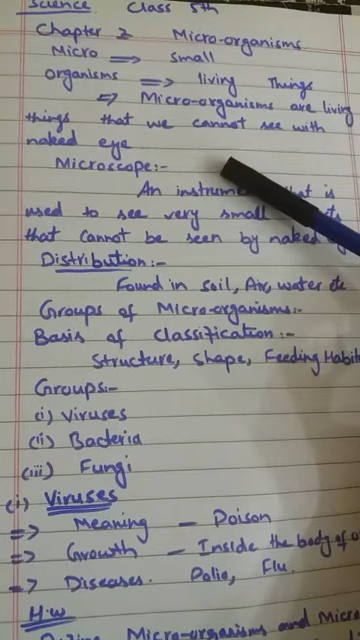 Science Class 5th
Chapter 2 Micro-organisms
Micro ⇒ Small
organisms ⇒ living Things
⇒ Micro-organisms are living
things that we cannot see with
naked eye
Microscope:-
An is
used to see very small
that cannot be seen by naked
Distribution:-
Found in soil, Air, water etc
Groups of Micro-organisms:-
Basis of Classification:-
Structure, Shape, Feeding
Groups:-
(i) Viruses
(ii) Bacteria
(iii) Fungi
(i) Viruses
⇒ Meaning — Poison
⇒ Growth — Inside the body of
⇒ Diseases. Polio, Flu.
H.w
Micro-organisms and